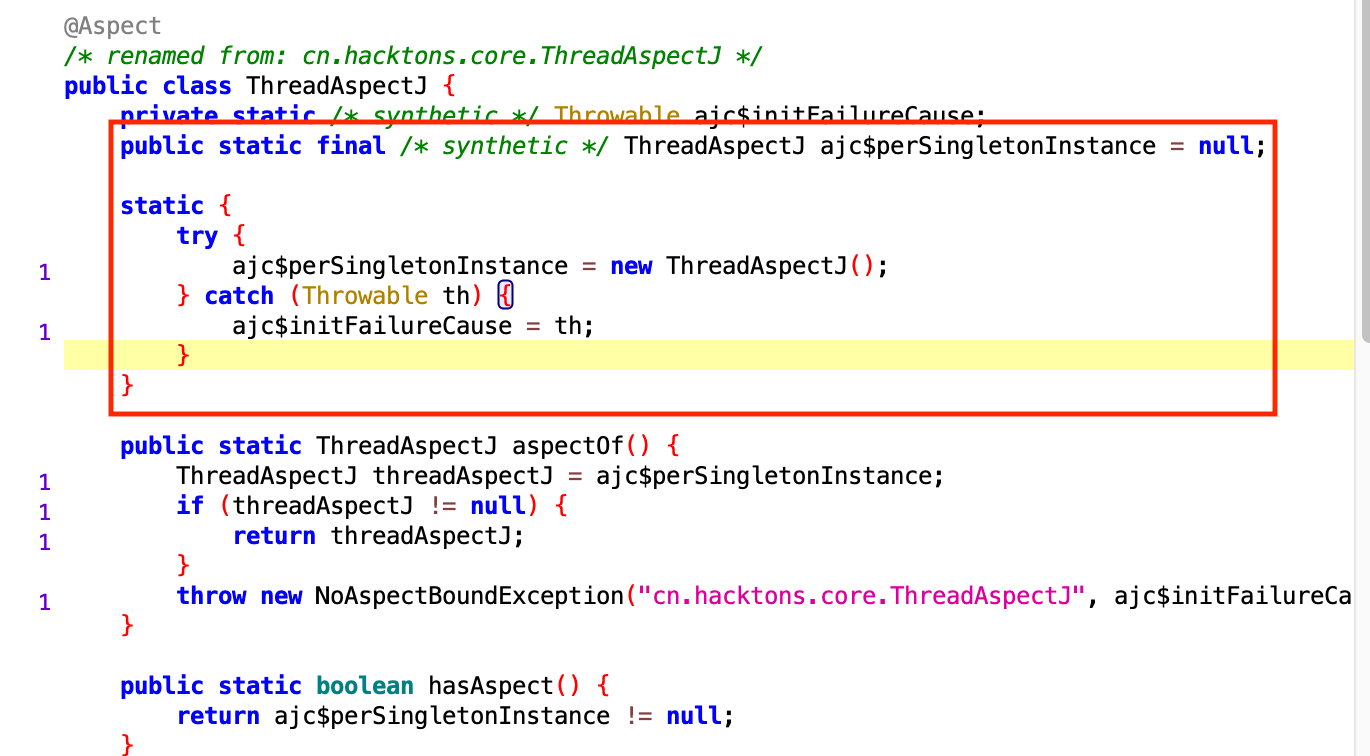 @Aspect
/* renamed from: cn.hacktons.core.ThreadAspectJ */
public class ThreadAspectJ {
private static /* synthetic */ Throwable ajc$initFailureCause;
public static final /* synthetic */ ThreadAspectJ ajc$perSingletonInstance = null;
static {
try {
1 ajc$perSingletonInstance = new ThreadAspectJ();
} catch (Throwable th) {
1 ajc$initFailureCause = th;
}
}
public static ThreadAspectJ aspectOf() {
1 ThreadAspectJ threadAspectJ = ajc$perSingletonInstance;
1 if (threadAspectJ != null) {
1 return threadAspectJ;
}
1 throw new NoAspectBoundException("cn.hacktons.core.ThreadAspectJ", ajc$initFailureCa
}
public static boolean hasAspect() {
return ajc$perSingletonInstance != null;
}